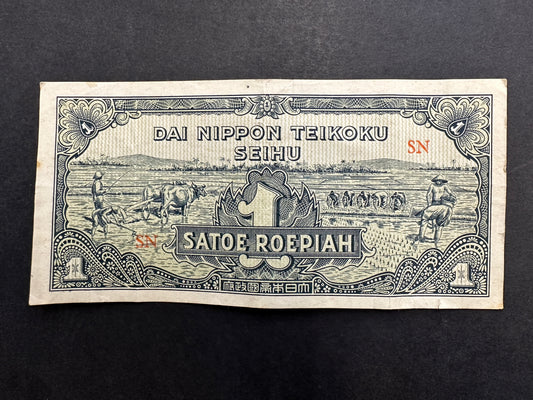 1 1
DAI NIPPON TEIKOKU
SEIHU
SN
SN
1
SATOE ROEPIAH
1 1
府政國帝本日大